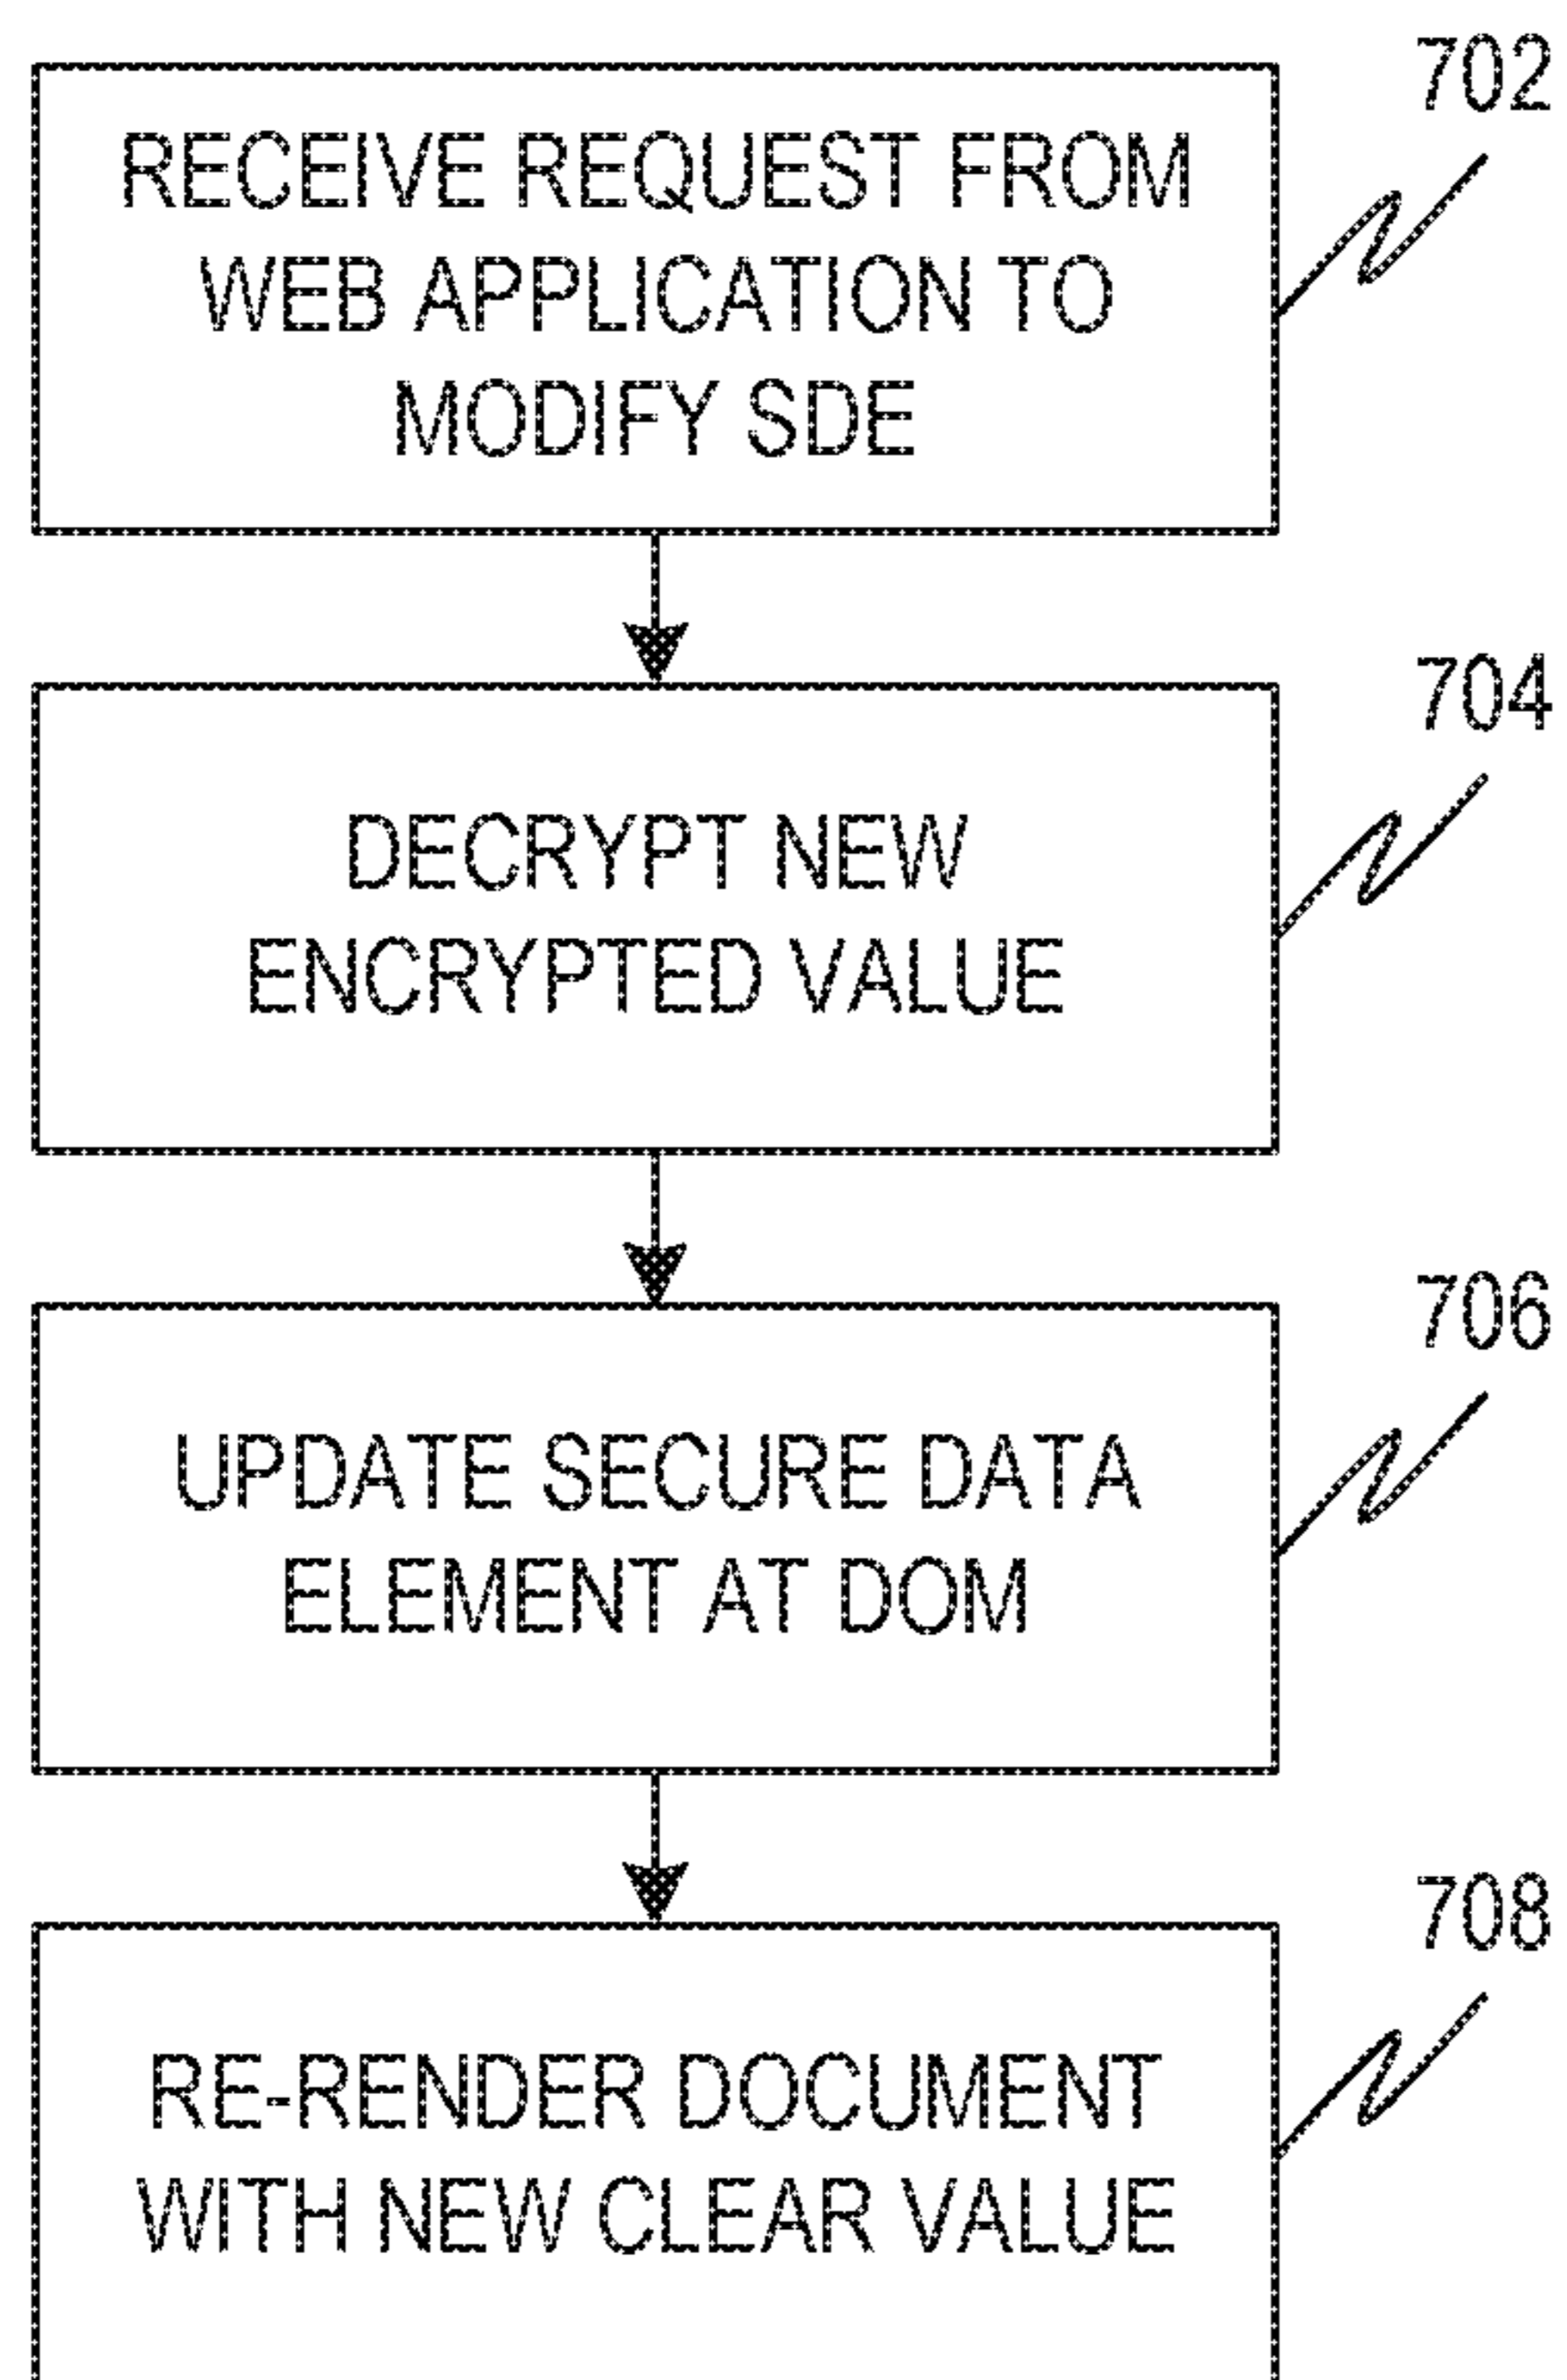 702
RECEIVE REQUEST FROM
WEB APPLICATION TO
MODIFY SDE
704
DECRYPT NEW
ENCRYPTED VALUE
706
UPDATE SECURE DATA
ELEMENT AT DOM
708
RE-RENDER DOCUMENT
WITH NEW CLEAR VALUE